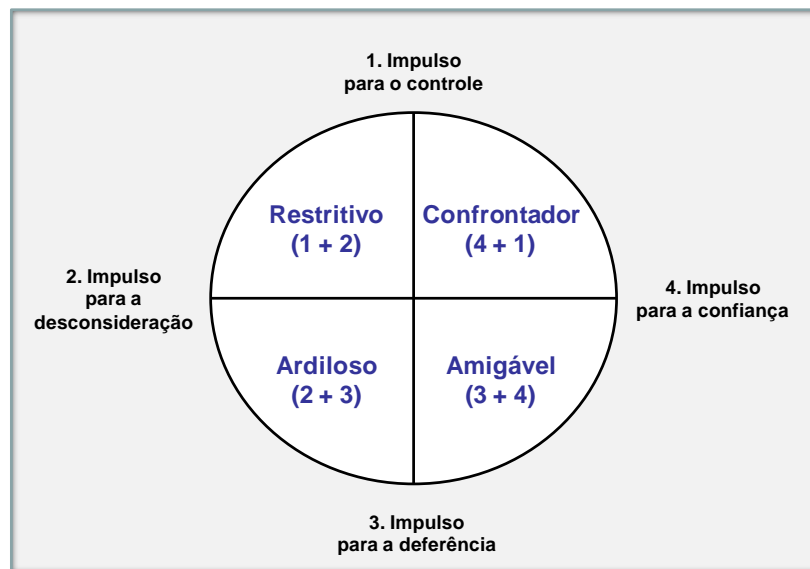 1. Impulso
para o controle
Restritivo
(1 + 2)
Confrontador
(4 + 1)
2. Impulso
para a
desconsideração
4. Impulso
para a confiança
Ardiloso
(2 + 3)
Amigável
(3 + 4)
3. Impulso
para a deferência